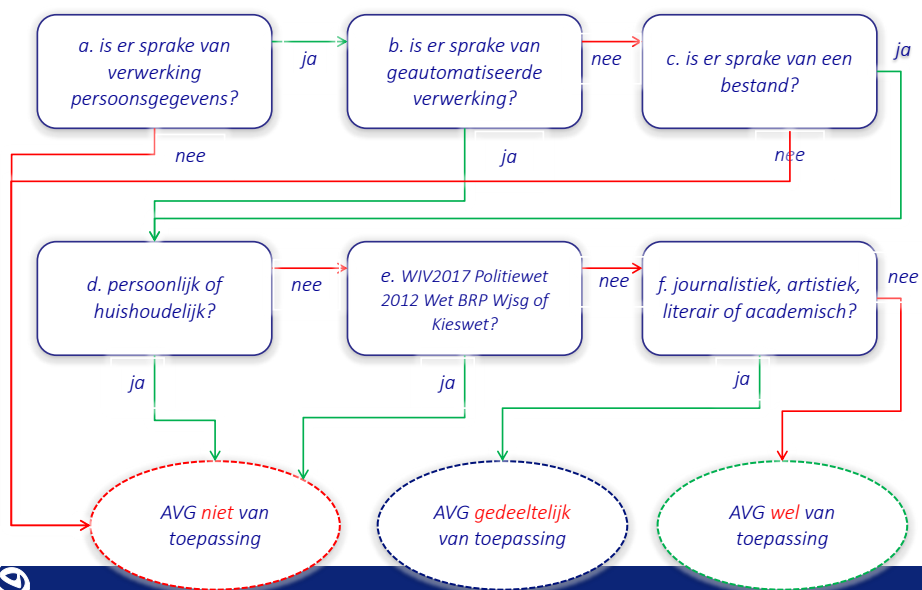 a. is er sprake van
verwerking
persoonsgegevens?
ja
b. is er sprake van
geautomatiseerde
verwerking?
nee
c. is er sprake van een
bestand?
ja
nee
ja
nee
d. persoonlijk of
huishoudelijk?
nee
e. WIV2017 Politiewet
2012 Wet BRP Wjsg of
Kieswet?
nee
f. journalistiek, artistiek,
literair of academisch?
nee
ja
ja
ja
AVG niet van
toepassing
AVG gedeeltelijk
van toepassing
AVG wel van
toepassing